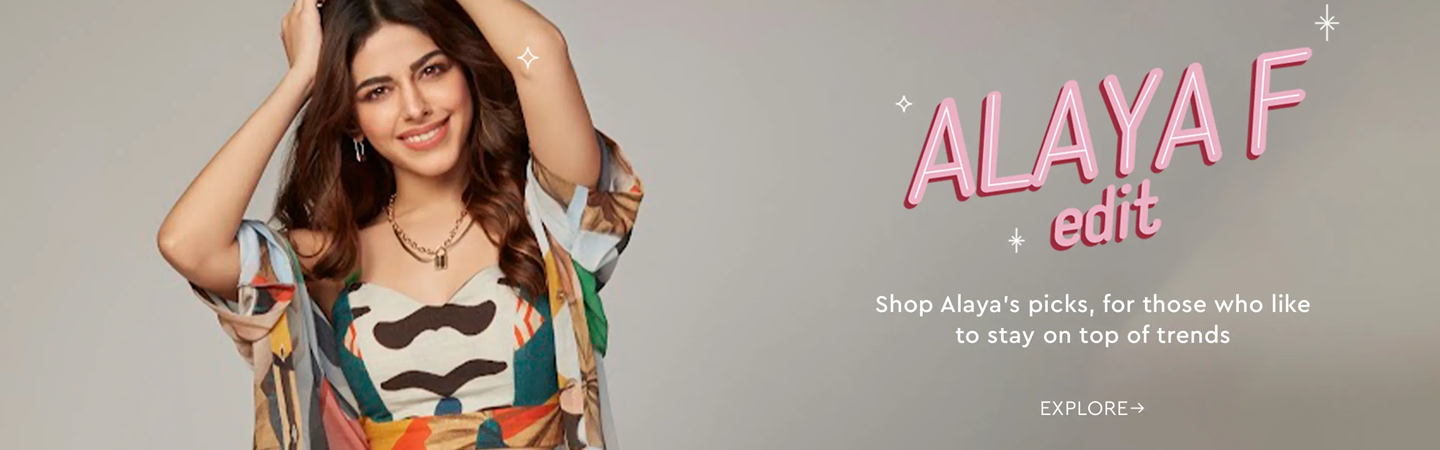 ALAYA F
edit
Shop Alaya's picks, for those who like
to stay on top of trends
EXPLORE→